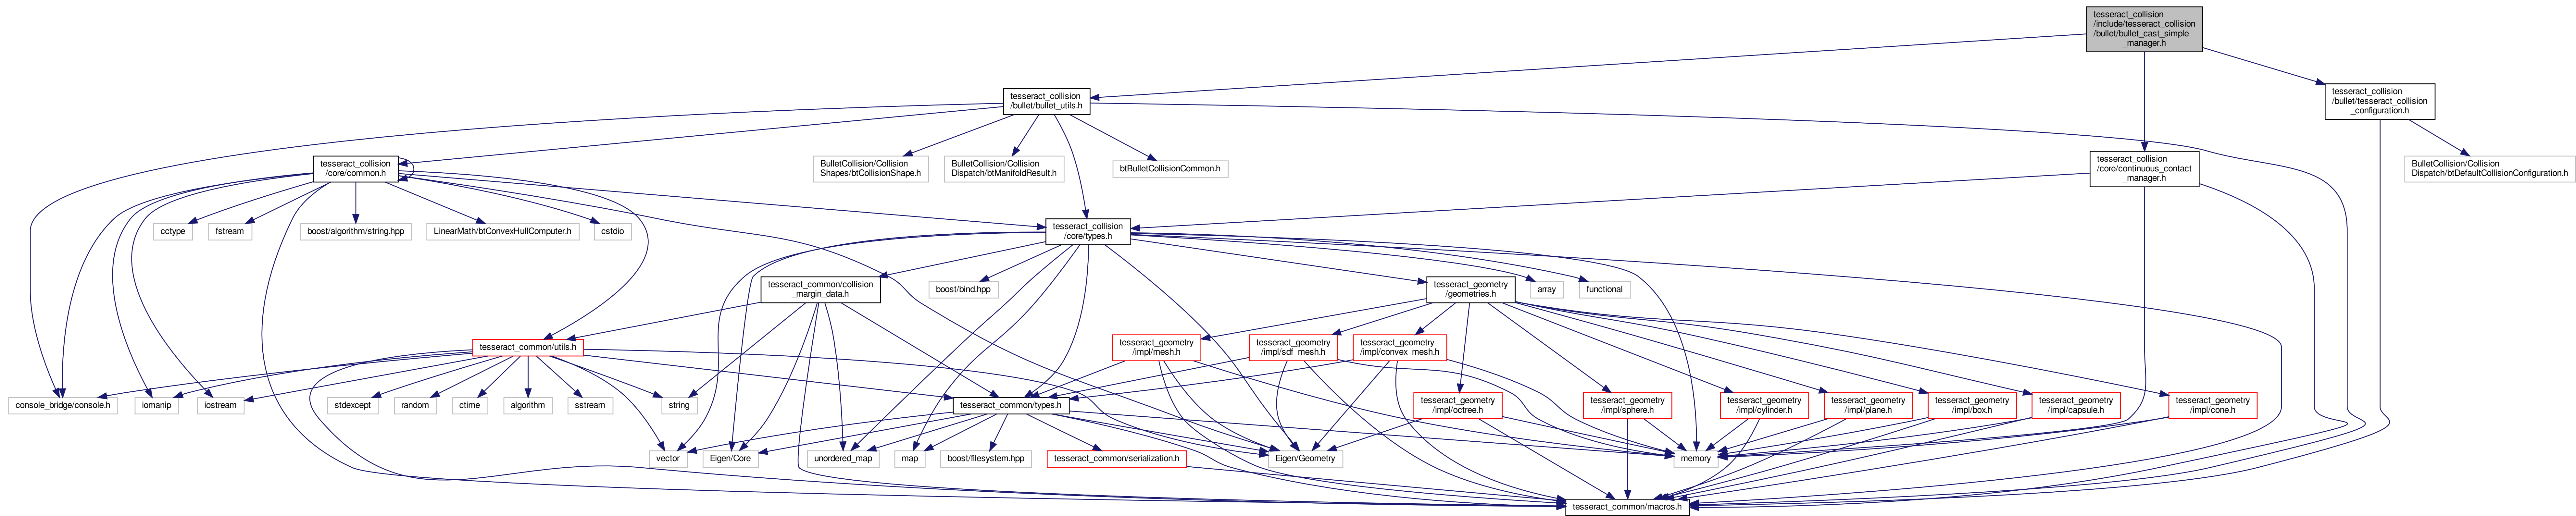 tesseract_collision
/include/tesseract_collision
/bullet/bullet_cast_simple
_manager.h
tesseract_collision
/bullet/bullet_utils.h
tesseract_collision
/bullet/tesseract_collision
_configuration.h
tesseract_collision
/core/common.h
BulletCollision/Collision
Shapes/btCollisionShape.h
BulletCollision/Collision
Dispatch/btManifoldResult.h
btBulletCollisionCommon.h
tesseract_collision
/core/continuous_contact
_manager.h
BulletCollision/Collision
Dispatch/btDefaultCollisionConfiguration.h
cctype
fstream
boost/algorithm/string.hpp
LinearMath/btConvexHullComputer.h
cstdio
tesseract_collision
/core/types.h
tesseract_common/collision
_margin_data.h
boost/bind.hpp
tesseract_geometry
/geometries.h
array
functional
tesseract_common/utils.h
tesseract_geometry
/impl/mesh.h
tesseract_geometry
/impl/sdf_mesh.h
tesseract_geometry
/impl/convex_mesh.h
console_bridge/console.h
iomanip
iostream
stdexcept
random
ctime
algorithm
sstream
string
tesseract_common/types.h
tesseract_geometry
/impl/octree.h
tesseract_geometry
/impl/sphere.h
tesseract_geometry
/impl/cylinder.h
tesseract_geometry
/impl/plane.h
tesseract_geometry
/impl/box.h
tesseract_geometry
/impl/capsule.h
tesseract_geometry
/impl/cone.h
vector
Eigen/Core
unordered_map
map
boost/filesystem.hpp
tesseract_common/serialization.h
Eigen/Geometry
memory
tesseract_common/macros.h